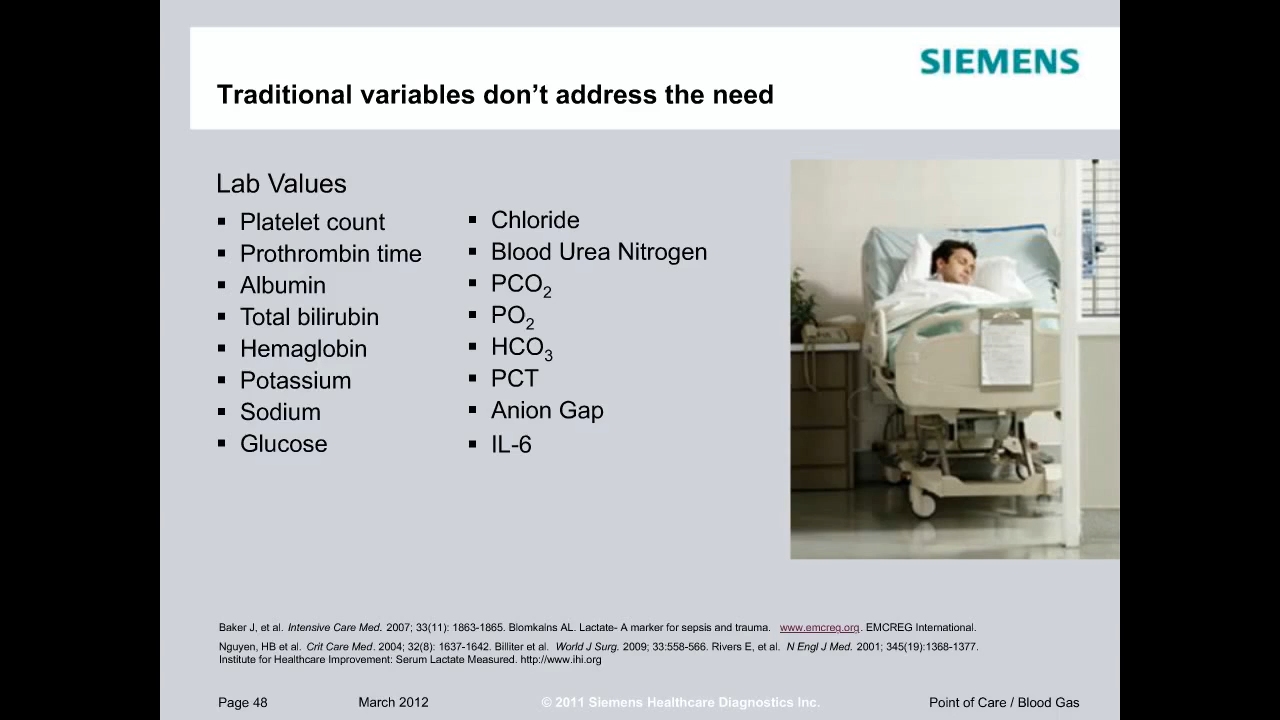 SIEMENS
Traditional variables don’t address the need
Lab Values
▪ Platelet count
▪ Prothrombin time
▪ Albumin
▪ Total bilirubin
▪ Hemaglobin
▪ Potassium
▪ Sodium
▪ Glucose
▪ Chloride
▪ Blood Urea Nitrogen
▪ PCO2
▪ PO2
▪ HCO3
▪ PCT
▪ Anion Gap
▪ IL-6
Baker J, et al. Intensive Care Med. 2007; 33(11): 1863-1865. Blomkalns AL. Lactate- A marker for sepsis and trauma. www.emcreg.org. EMCREG International.
Nguyen, HB et al. Crit Care Med. 2004; 32(8): 1637-1642. Billiter et al. World J Surg. 2009; 33:558-566. Rivers E, et al. N Engl J Med. 2001; 345(19):1368-1377.
Institute for Healthcare Improvement: Serum Lactate Measured. http://www.ihi.org
Page 48 March 2012 © 2011 Siemens Healthcare Diagnostics Inc. Point of Care / Blood Gas